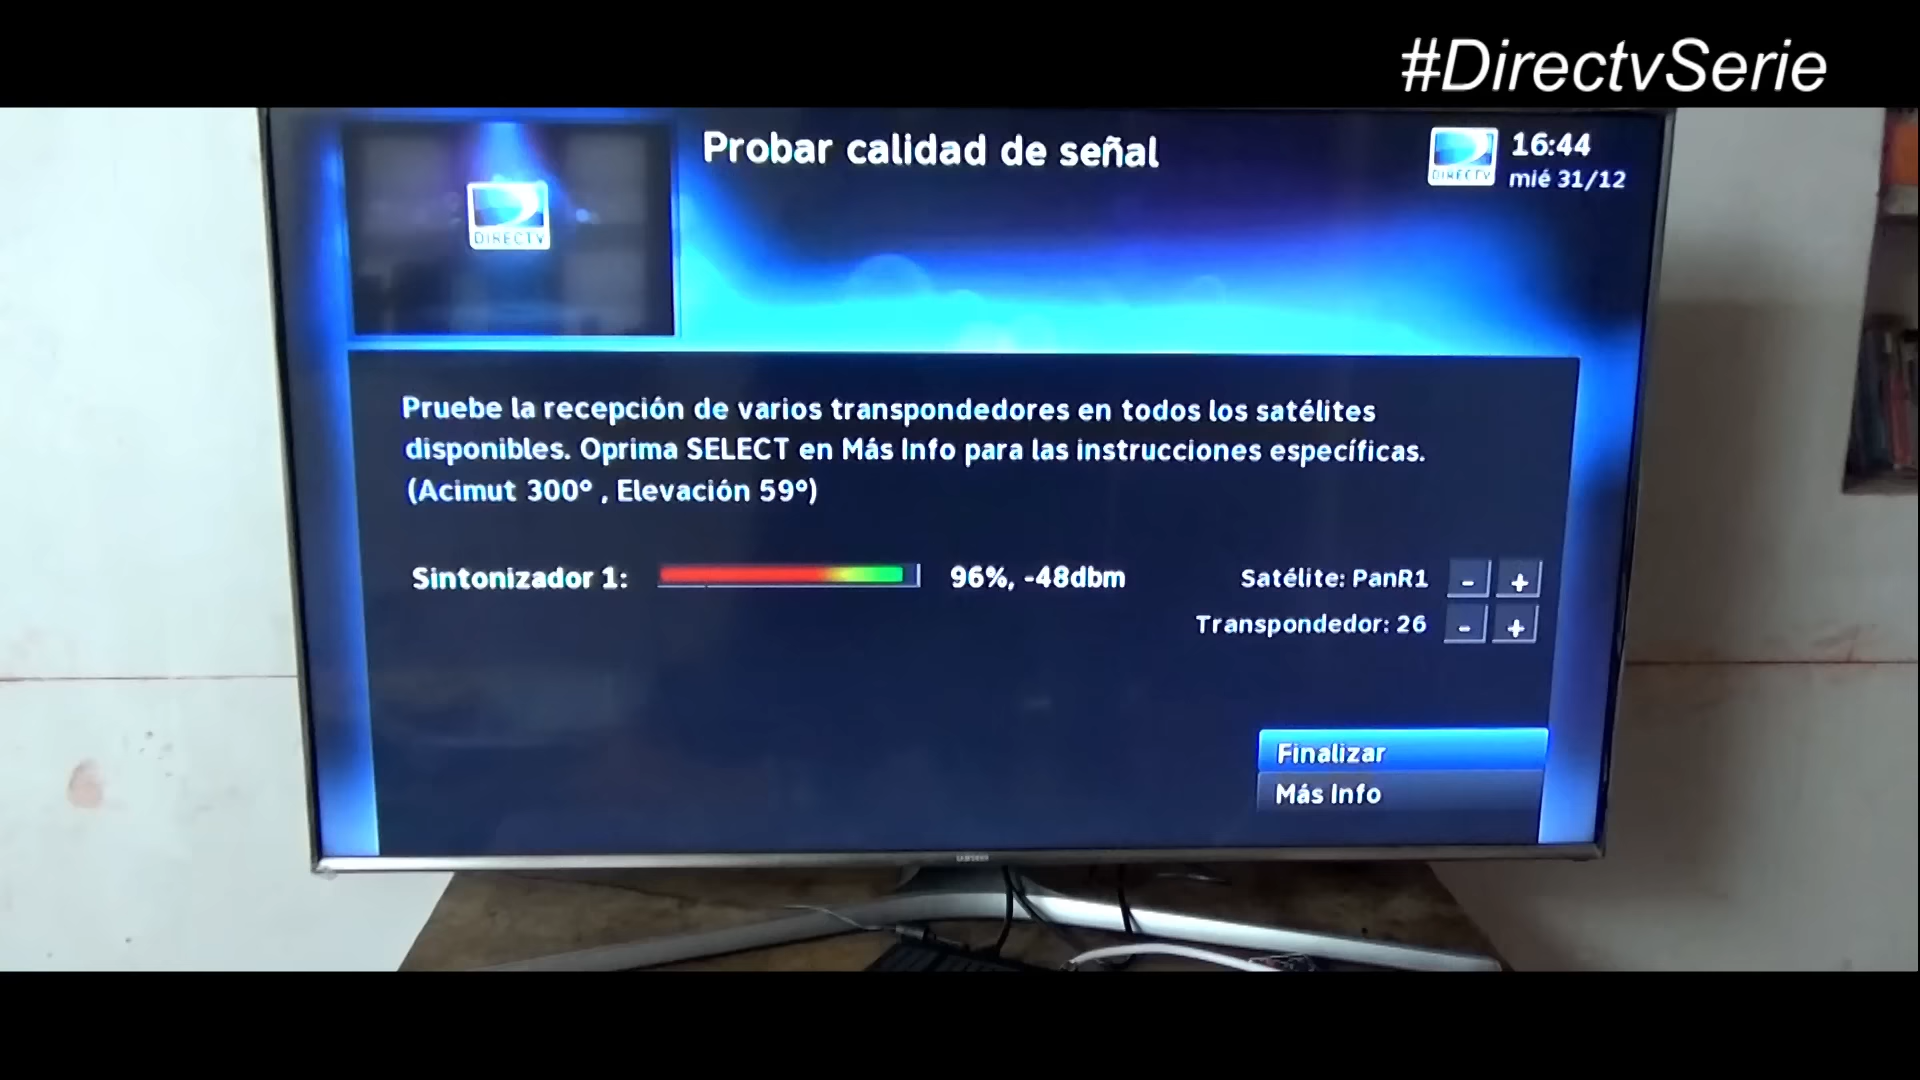 #DirectvSerie
Probar calidad de señal
DIRECTV
16:44
mié 31/12
DIRECTV
Pruebe la recepción de varios transpondedores en todos los satélites
disponibles. Oprima SELECT en Más Info para las instrucciones específicas.
(Acimut 300° , Elevación 59°)
Sintonizador 1:
96%, -48dbm
Satélite: PanR1 - +
Transpondedor: 26 - +
Finalizar
Más Info
SAMSUNG